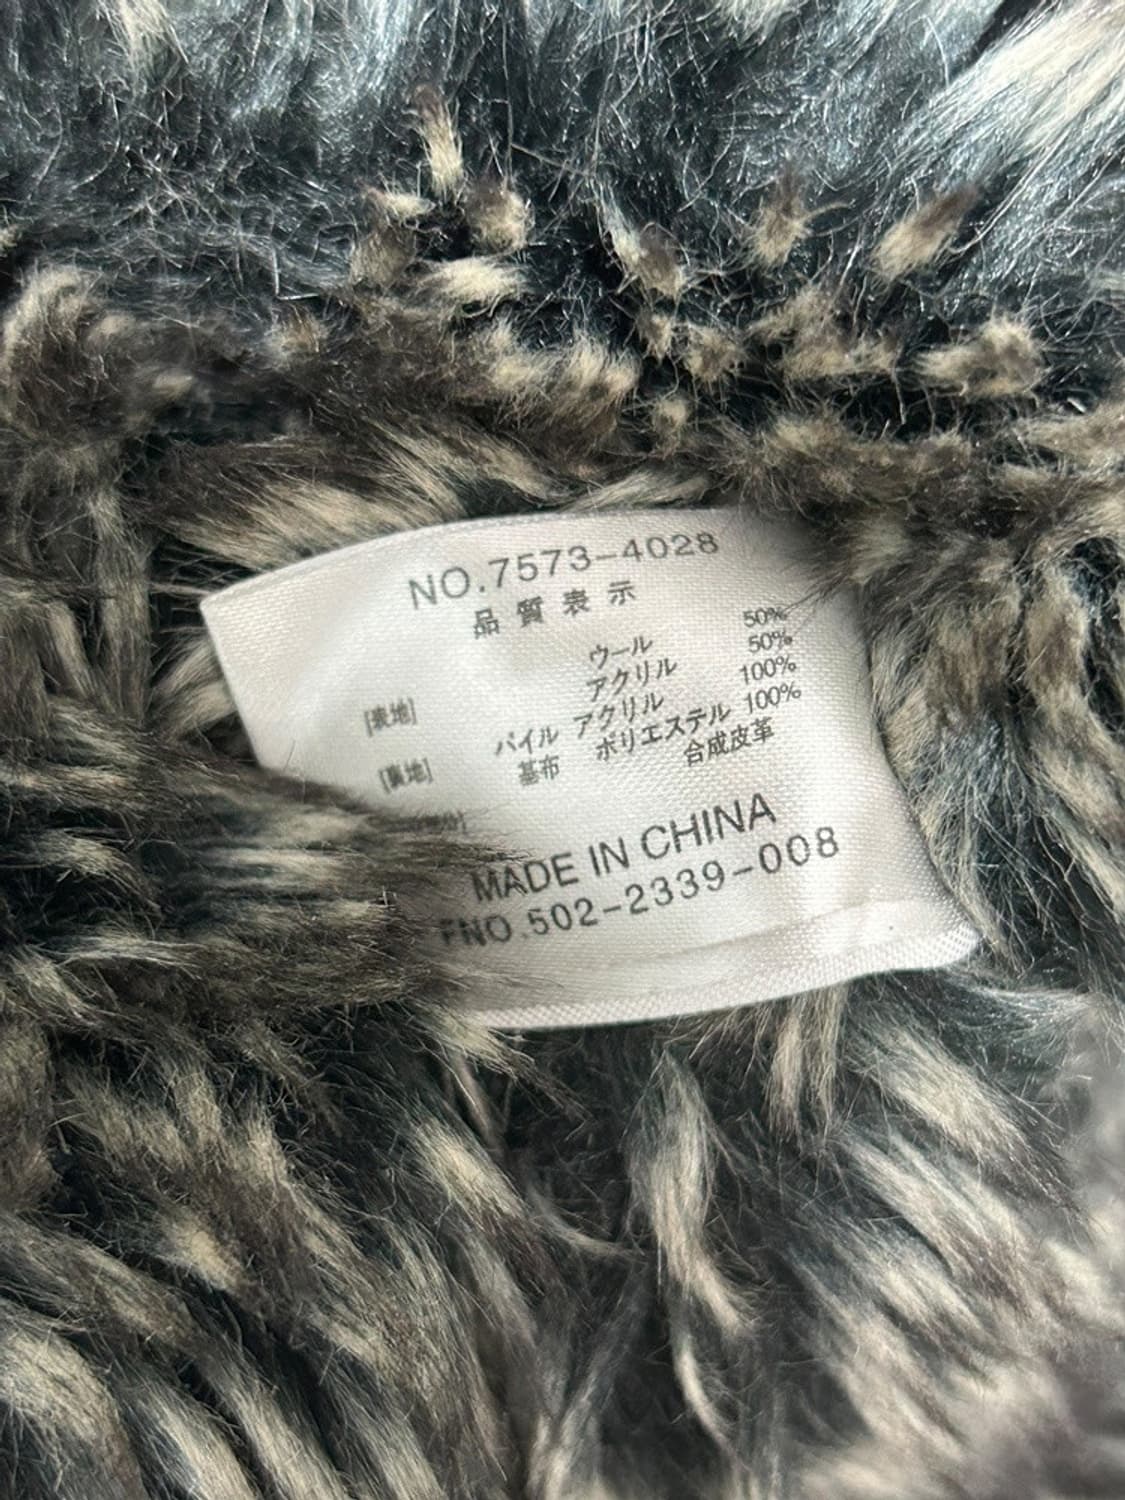 NO.7573-4028
品質表示
ウール 50%
[表地] アクリル 50%
パイル アクリル 100%
[裏地] 基布 ポリエステル 100%
合成皮革
MADE IN CHINA
FNO.502-2339-008